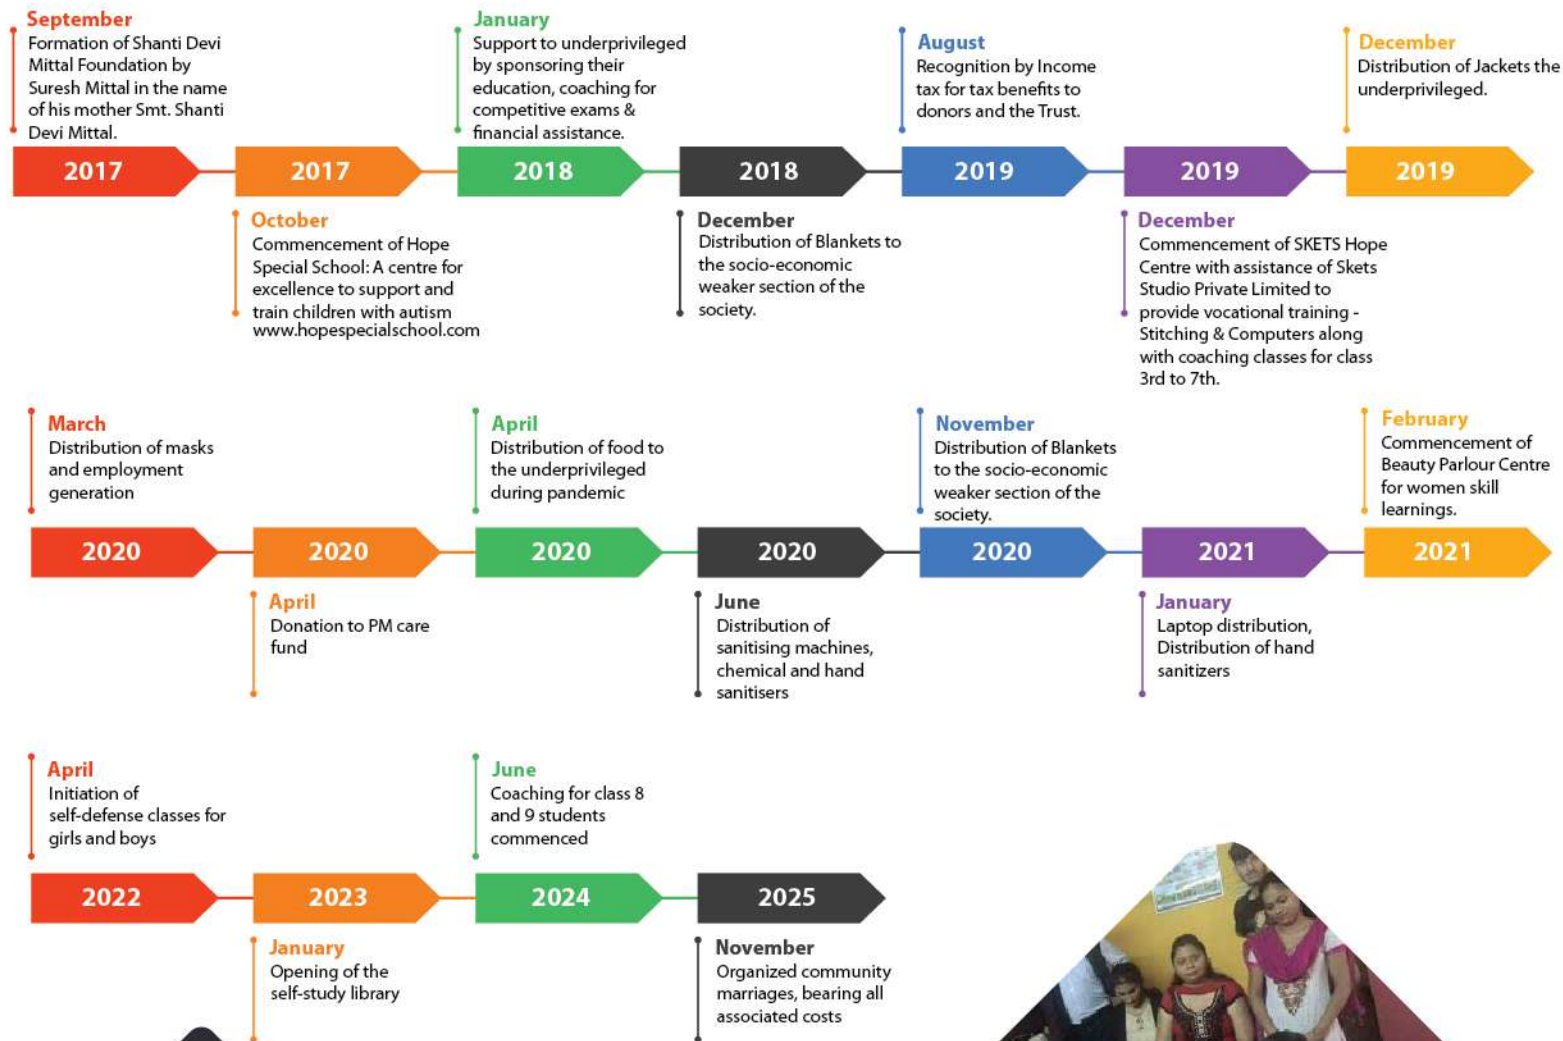 September
Formation of Shanti Devi
Mittal Foundation by
Suresh Mittal in the name
of his mother Smt. Shanti
Devi Mittal.
2017
2017
October
Commencement of Hope
Special School: A centre for
excellence to support and
train children with autism
www.hopespecialschool.com
January
Support to underprivileged
by sponsoring their
education, coaching for
competitive exams &
financial assistance.
2018
2018
December
Distribution of Blankets to
the socio-economic
weaker section of the
society.
August
Recognition by Income
tax for tax benefits to
donors and the Trust.
2019
2019
December
Commencement of SKETS Hope
Centre with assistance of Skets
Studio Private Limited to
provide vocational training -
Stitching & Computers along
with coaching classes for class
3rd to 7th.
December
Distribution of Jackets the
underprivileged.
2019
March
Distribution of masks
and employment
generation
2020
2020
April
Donation to PM care
fund
April
Distribution of food to
the underprivileged
during pandemic
2020
2020
June
Distribution of
sanitising machines,
chemical and hand
sanitisers
November
Distribution of Blankets
to the socio-economic
weaker section of the
society.
2020
2021
January
Laptop distribution,
Distribution of hand
sanitizers
February
Commencement of
Beauty Parlour Centre
for women skill
learnings.
2021
April
Initiation of
self-defense classes for
girls and boys
2022
2023
January
Opening of the
self-study library
June
Coaching for class 8
and 9 students
commenced
2024
2025
November
Organized community
marriages, bearing all
associated costs